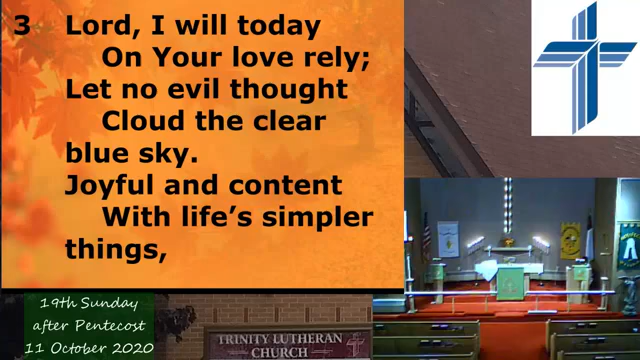 3 Lord, I will today
On Your love rely;
Let no evil thought
Cloud the clear
blue sky.
Joyful and content
With life's simpler
things,
19th Sunday
after Pentecost
11 October 2020
TRINITY LUTHERAN
CHURCH